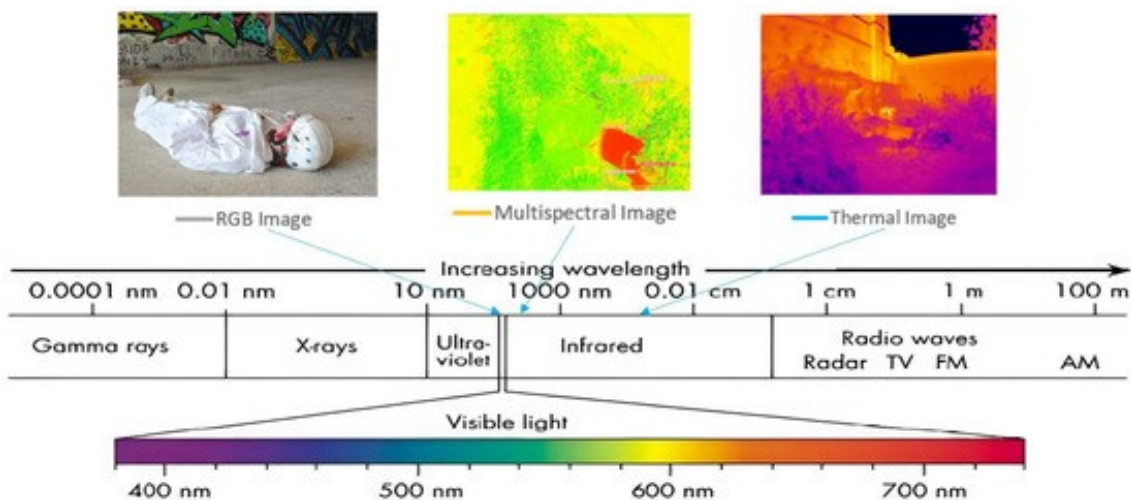 RGB Image
Multispectral Image
Thermal Image
Increasing wavelength
0.0001 nm 0.01 nm 10 nm 1000 nm 0.01 cm 1 cm 1 m 100 m
Gamma rays
X-rays
Ultra-
violet
Infrared
Radio waves
Radar TV FM AM
Visible light
400 nm 500 nm 600 nm 700 nm